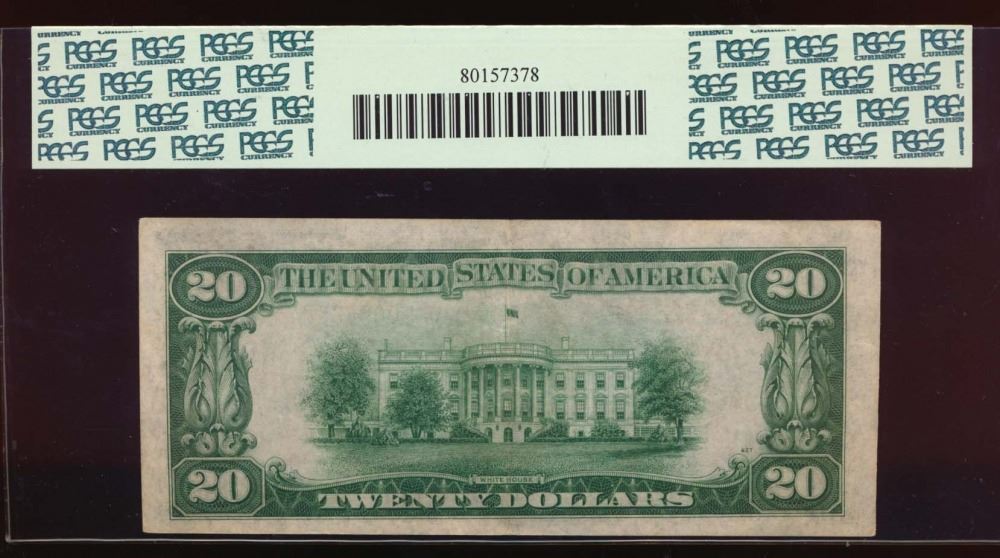 PCGS CURRENCY
80157378
THE UNITED STATES OF AMERICA
20 20
WHITE HOUSE
20 20
TWENTY DOLLARS